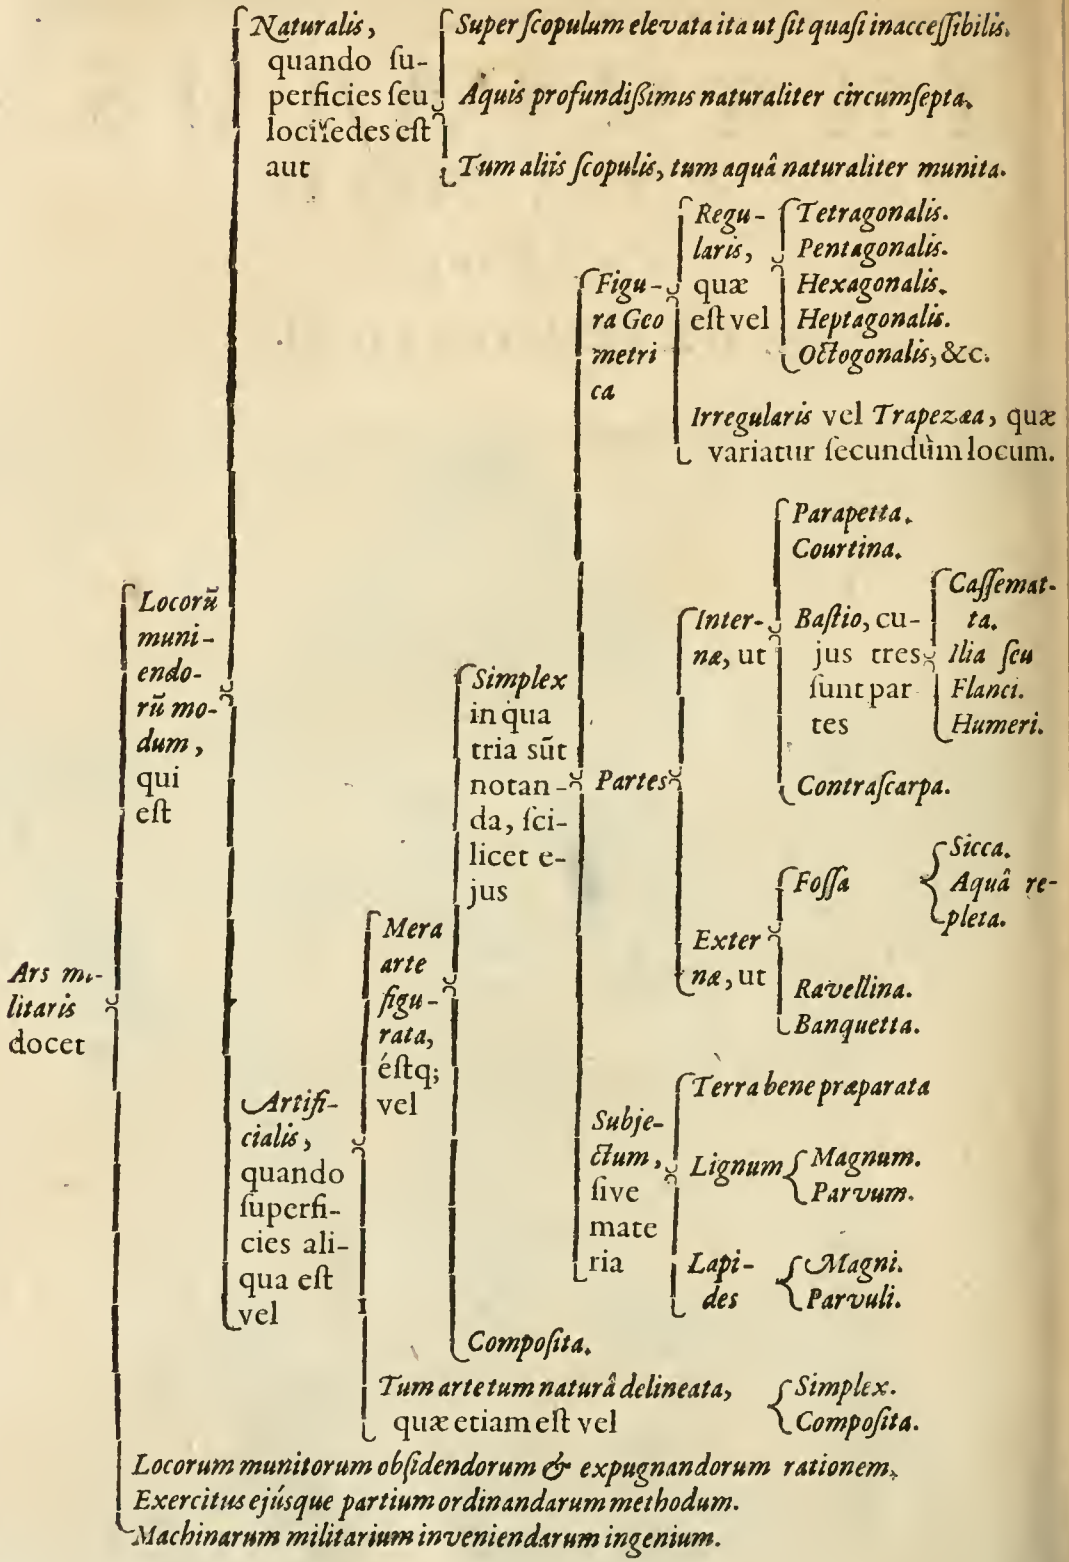 Ars mi-
litaris
docet
Locorū
muni-
endo-
rū mo-
dum,
qui
eſt
Naturalis,
quando ſu-
perficies ſeu
loci ſedes eſt
aut
Super ſcopulum elevata ita ut ſit quaſi inacceſſibilis.
Aquis profundißimis naturaliter circumſepta.
Tum aliis ſcopulis, tum aquâ naturaliter munita.
Artifi-
cialis,
quando
ſuperfi-
cies ali-
qua eſt
vel
Mera
arte
figu-
rata,
éſtq;
vel
Simplex
in qua
tria sūt
notan-
da, ſci-
licet e-
jus
Figu-
ra Geo
metri
ca
Regu-
laris,
quæ
eſt vel
Tetragonalis.
Pentagonalis.
Hexagonalis.
Heptagonalis.
Octogonalis, &c.
Irregularis vel Trapezæa, quæ
variatur ſecundùm locum.
Partes
Inter-
næ, ut
Parapetta.
Courtina.
Baſtio, cu-
jus tres
ſunt par
tes
Caſſemat-
ta.
Ilia ſeu
Flanci.
Humeri.
Contraſcarpa.
Exter
næ, ut
Foſſa
Sicca.
Aquâ re-
pleta.
Ravellina.
Banquetta.
Subje-
ctum,
ſive
mate
ria
Terra bene præparata
Lignum
Magnum.
Parvum.
Lapi-
des
Magni.
Parvuli.
Compoſita.
Tum arte tum naturâ delineata,
quæ etiam eſt vel
Simplex.
Compoſita.
Locorum munitorum obſidendorum & expugnandorum rationem.
Exercitus ejúsque partium ordinandarum methodum.
Machinarum militarium inveniendarum ingenium.